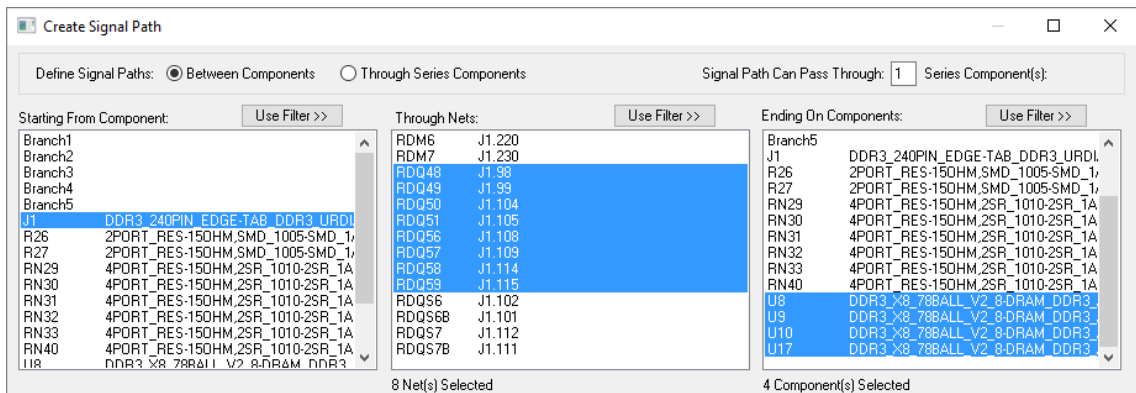 Create Signal Path
Define Signal Paths: Between Components Through Series Components Signal Path Can Pass Through: 1 Series Component(s):
Starting From Component: Use Filter >>
Branch1
Branch2
Branch3
Branch4
Branch5
J1 DDR3_240PIN_EDGE-TAB_DDR3_URDI
R26 2PORT_RES-15OHM,SMD_1005-SMD_1
R27 2PORT_RES-15OHM,SMD_1005-SMD_1
RN29 4PORT_RES-15OHM,2SR_1010-2SR_1A
RN30 4PORT_RES-15OHM,2SR_1010-2SR_1A
RN31 4PORT_RES-15OHM,2SR_1010-2SR_1A
RN32 4PORT_RES-15OHM,2SR_1010-2SR_1A
RN33 4PORT_RES-15OHM,2SR_1010-2SR_1A
RN40 4PORT_RES-15OHM,2SR_1010-2SR_1A
U8 DDR3_X8_78BALL_V2_8-DRAM_DDR3
Through Nets: Use Filter >>
RDM6 J1.220
RDM7 J1.230
RDQ48 J1.98
RDQ49 J1.99
RDQ50 J1.104
RDQ51 J1.105
RDQ56 J1.108
RDQ57 J1.109
RDQ58 J1.114
RDQ59 J1.115
RDQS6 J1.102
RDQS6B J1.101
RDQS7 J1.112
RDQS7B J1.111
8 Net(s) Selected
Ending On Components: Use Filter >>
Branch5
J1 DDR3_240PIN_EDGE-TAB_DDR3_URDI
R26 2PORT_RES-15OHM,SMD_1005-SMD_1
R27 2PORT_RES-15OHM,SMD_1005-SMD_1
RN29 4PORT_RES-15OHM,2SR_1010-2SR_1A
RN30 4PORT_RES-15OHM,2SR_1010-2SR_1A
RN31 4PORT_RES-15OHM,2SR_1010-2SR_1A
RN32 4PORT_RES-15OHM,2SR_1010-2SR_1A
RN33 4PORT_RES-15OHM,2SR_1010-2SR_1A
RN40 4PORT_RES-15OHM,2SR_1010-2SR_1A
U8 DDR3_X8_78BALL_V2_8-DRAM_DDR3_
U9 DDR3_X8_78BALL_V2_8-DRAM_DDR3_
U10 DDR3_X8_78BALL_V2_8-DRAM_DDR3_
U17 DDR3_X8_78BALL_V2_8-DRAM_DDR3_
4 Component(s) Selected